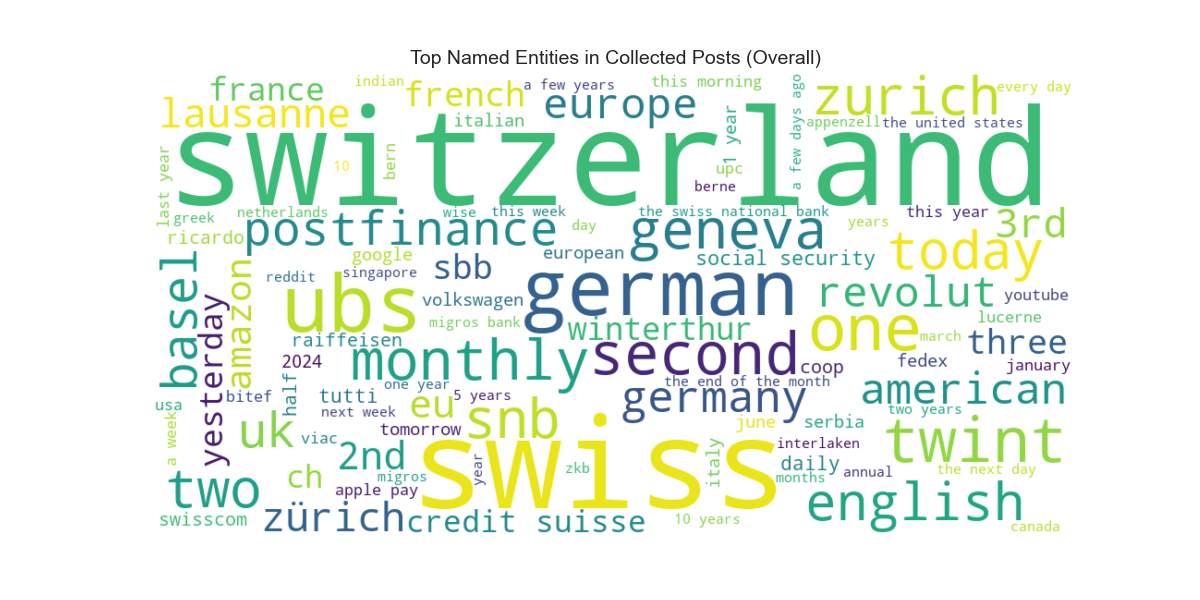 Top Named Entities in Collected Posts (Overall)
indian
a few years
this morning
every day
france
french
europe
zurich
a few days ago
lausanne
italian
1 year
appenzell
the united states
switzerland
last year
10
bern
upc
berne
greek
netherlands
wise
this week
day
the swiss national bank
years
this year
3rd
ricardo
postfinance
geneva
today
google
european
social security
basel
amazon
reddit
singapore
sbb
german
ubs
volkswagen
revolut
youtube
yesterday
migros bank
winterthur
one
lucerne
raiffeisen
march
three
2024
monthly
second
coop
fedex
january
half
one year
the end of the month
american
usa
bitef
tutti
5 years
germany
next week
eu
snb
june
serbia
two years
a week
uk
viac
tomorrow
swiss
twint
interlaken
2nd
year
zkb
italy
daily
annual
the next day
ch
migros
months
two
apple pay
english
swisscom
zürich
credit suisse
10 years
canada